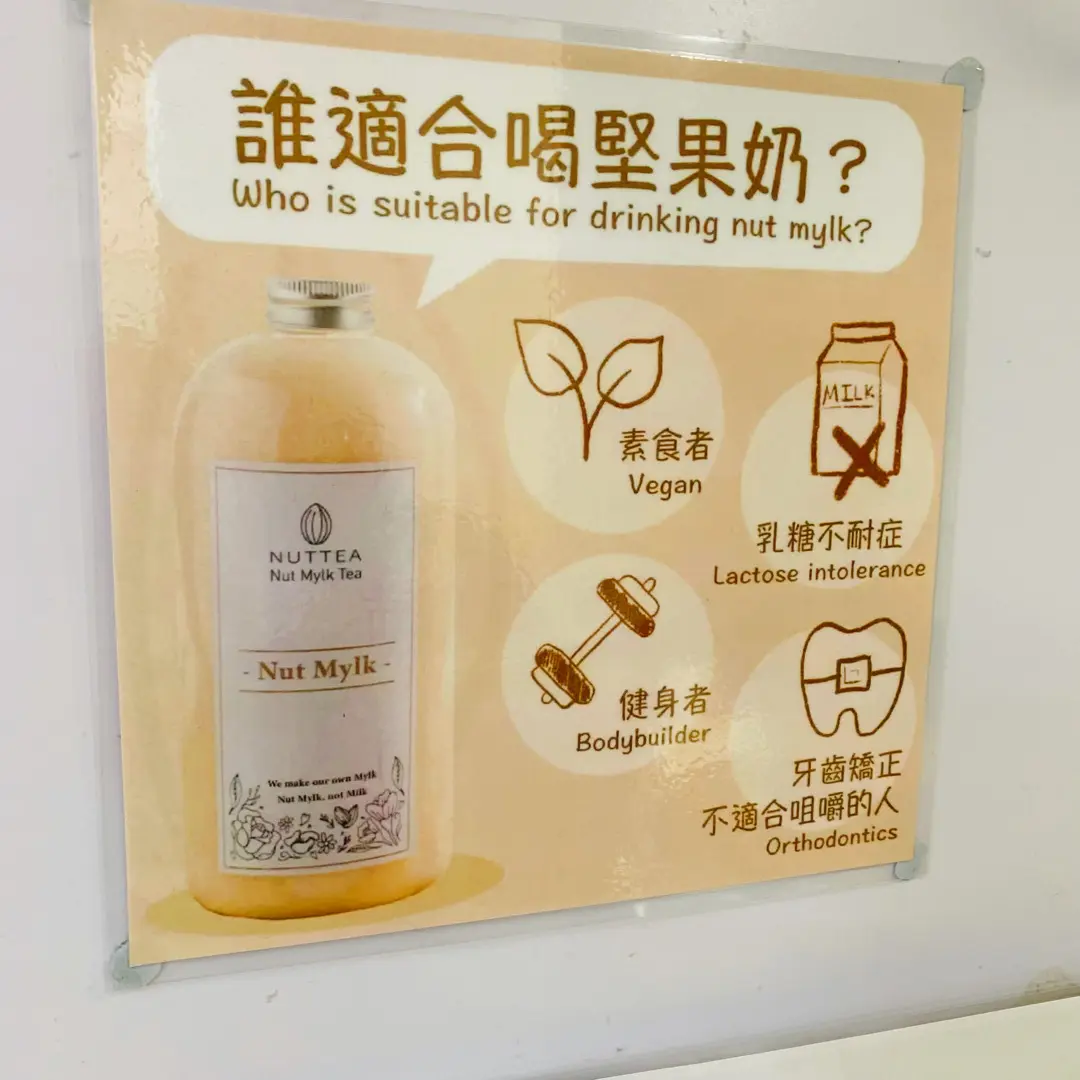 誰適合喝堅果奶？
Who is suitable for drinking nut mylk?
NUTTEA
Nut Mylk Tea
- Nut Mylk -
We make our own Mylk
Nut Mylk, not Milk
素食者
Vegan
MILK
乳糖不耐症
Lactose intolerance
健身者
Bodybuilder
牙齒矯正
不適合咀嚼的人
Orthodontics